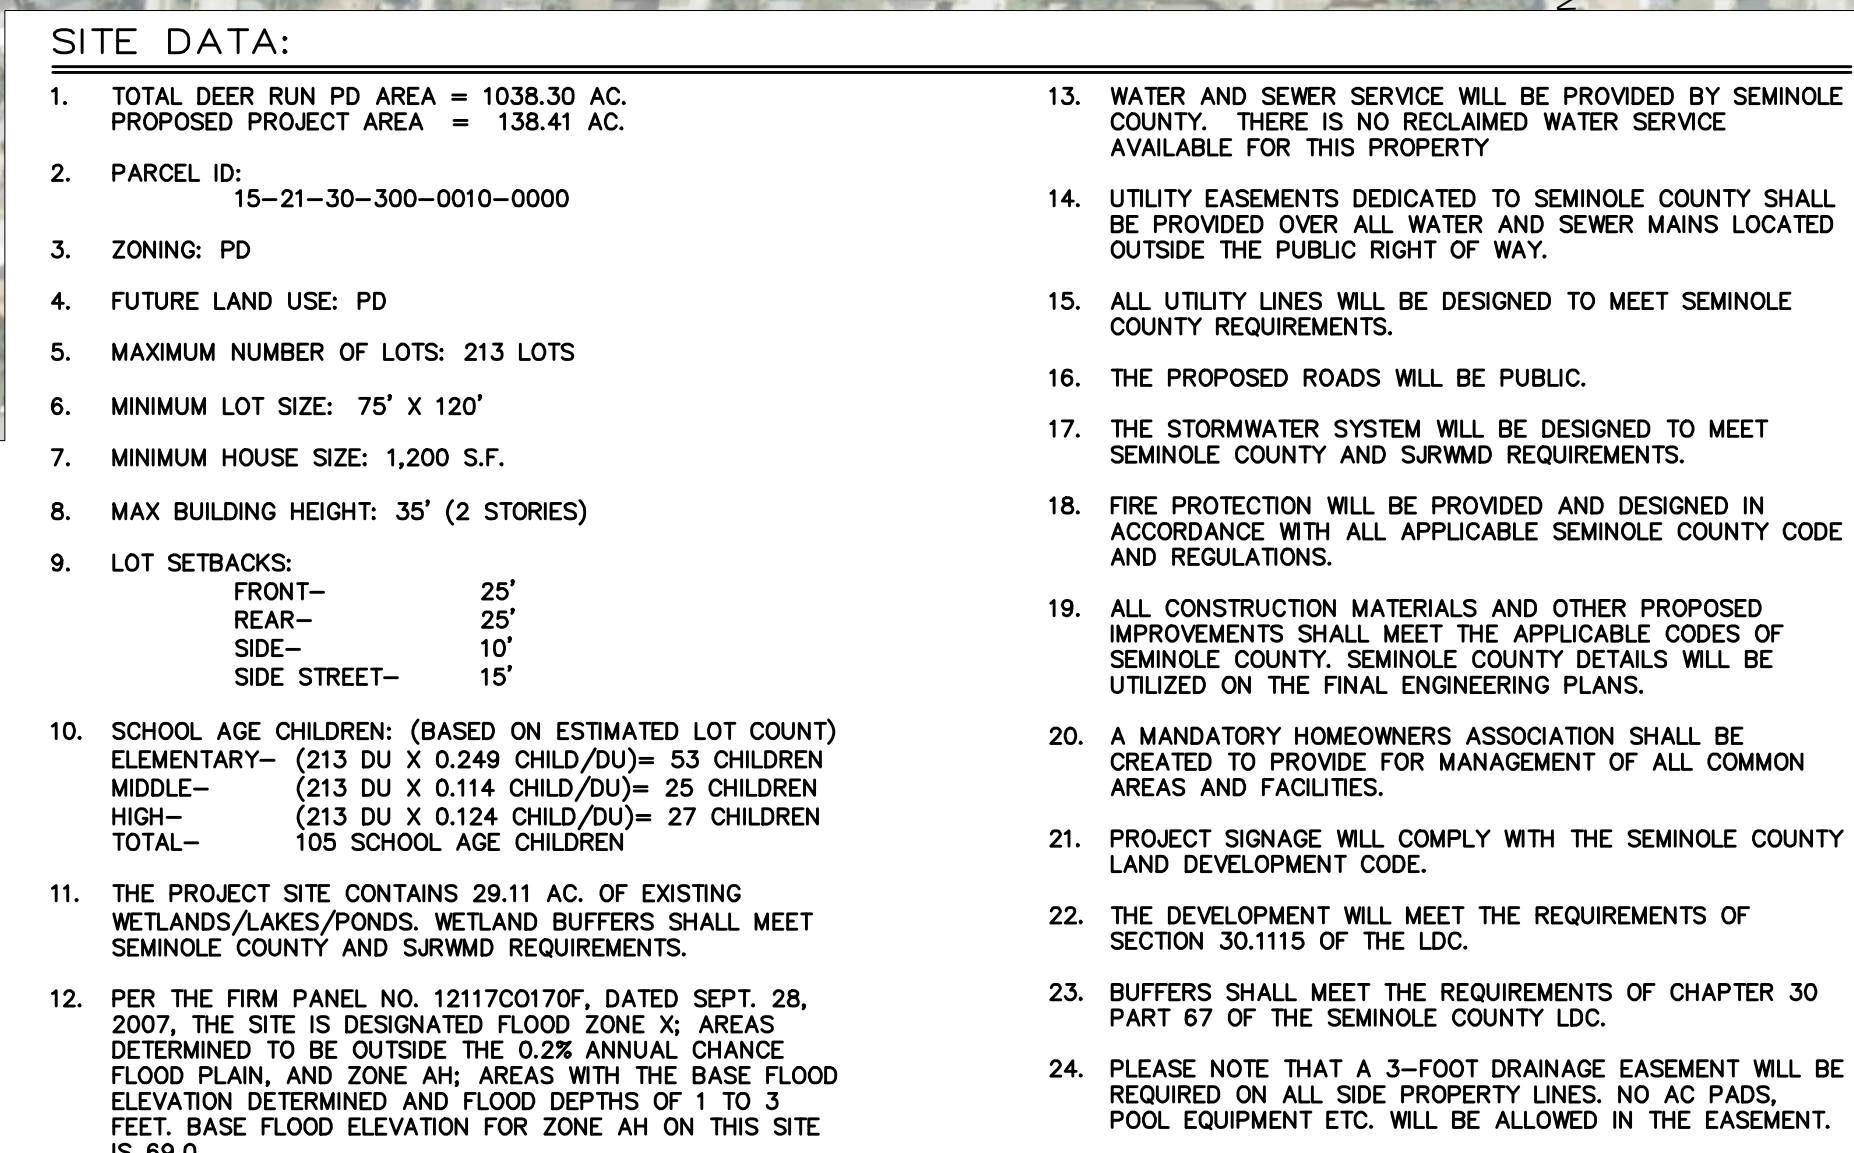 SITE DATA:
1. TOTAL DEER RUN PD AREA = 1038.30 AC.
PROPOSED PROJECT AREA = 138.41 AC.
2. PARCEL ID:
15-21-30-300-0010-0000
3. ZONING: PD
4. FUTURE LAND USE: PD
5. MAXIMUM NUMBER OF LOTS: 213 LOTS
6. MINIMUM LOT SIZE: 75' X 120'
7. MINIMUM HOUSE SIZE: 1,200 S.F.
8. MAX BUILDING HEIGHT: 35' (2 STORIES)
9. LOT SETBACKS:
FRONT- 25'
REAR- 25'
SIDE- 10'
SIDE STREET- 15'
10. SCHOOL AGE CHILDREN: (BASED ON ESTIMATED LOT COUNT)
ELEMENTARY- (213 DU X 0.249 CHILD/DU)= 53 CHILDREN
MIDDLE- (213 DU X 0.114 CHILD/DU)= 25 CHILDREN
HIGH- (213 DU X 0.124 CHILD/DU)= 27 CHILDREN
TOTAL- 105 SCHOOL AGE CHILDREN
11. THE PROJECT SITE CONTAINS 29.11 AC. OF EXISTING
WETLANDS/LAKES/PONDS. WETLAND BUFFERS SHALL MEET
SEMINOLE COUNTY AND SJRWMD REQUIREMENTS.
12. PER THE FIRM PANEL NO. 12117CO170F, DATED SEPT. 28,
2007, THE SITE IS DESIGNATED FLOOD ZONE X; AREAS
DETERMINED TO BE OUTSIDE THE 0.2% ANNUAL CHANCE
FLOOD PLAIN, AND ZONE AH; AREAS WITH THE BASE FLOOD
ELEVATION DETERMINED AND FLOOD DEPTHS OF 1 TO 3
FEET. BASE FLOOD ELEVATION FOR ZONE AH ON THIS SITE
IS 69.0
13. WATER AND SEWER SERVICE WILL BE PROVIDED BY SEMINOLE
COUNTY. THERE IS NO RECLAIMED WATER SERVICE
AVAILABLE FOR THIS PROPERTY
14. UTILITY EASEMENTS DEDICATED TO SEMINOLE COUNTY SHALL
BE PROVIDED OVER ALL WATER AND SEWER MAINS LOCATED
OUTSIDE THE PUBLIC RIGHT OF WAY.
15. ALL UTILITY LINES WILL BE DESIGNED TO MEET SEMINOLE
COUNTY REQUIREMENTS.
16. THE PROPOSED ROADS WILL BE PUBLIC.
17. THE STORMWATER SYSTEM WILL BE DESIGNED TO MEET
SEMINOLE COUNTY AND SJRWMD REQUIREMENTS.
18. FIRE PROTECTION WILL BE PROVIDED AND DESIGNED IN
ACCORDANCE WITH ALL APPLICABLE SEMINOLE COUNTY CODE
AND REGULATIONS.
19. ALL CONSTRUCTION MATERIALS AND OTHER PROPOSED
IMPROVEMENTS SHALL MEET THE APPLICABLE CODES OF
SEMINOLE COUNTY. SEMINOLE COUNTY DETAILS WILL BE
UTILIZED ON THE FINAL ENGINEERING PLANS.
20. A MANDATORY HOMEOWNERS ASSOCIATION SHALL BE
CREATED TO PROVIDE FOR MANAGEMENT OF ALL COMMON
AREAS AND FACILITIES.
21. PROJECT SIGNAGE WILL COMPLY WITH THE SEMINOLE COUNTY
LAND DEVELOPMENT CODE.
22. THE DEVELOPMENT WILL MEET THE REQUIREMENTS OF
SECTION 30.1115 OF THE LDC.
23. BUFFERS SHALL MEET THE REQUIREMENTS OF CHAPTER 30
PART 67 OF THE SEMINOLE COUNTY LDC.
24. PLEASE NOTE THAT A 3-FOOT DRAINAGE EASEMENT WILL BE
REQUIRED ON ALL SIDE PROPERTY LINES. NO AC PADS,
POOL EQUIPMENT ETC. WILL BE ALLOWED IN THE EASEMENT.